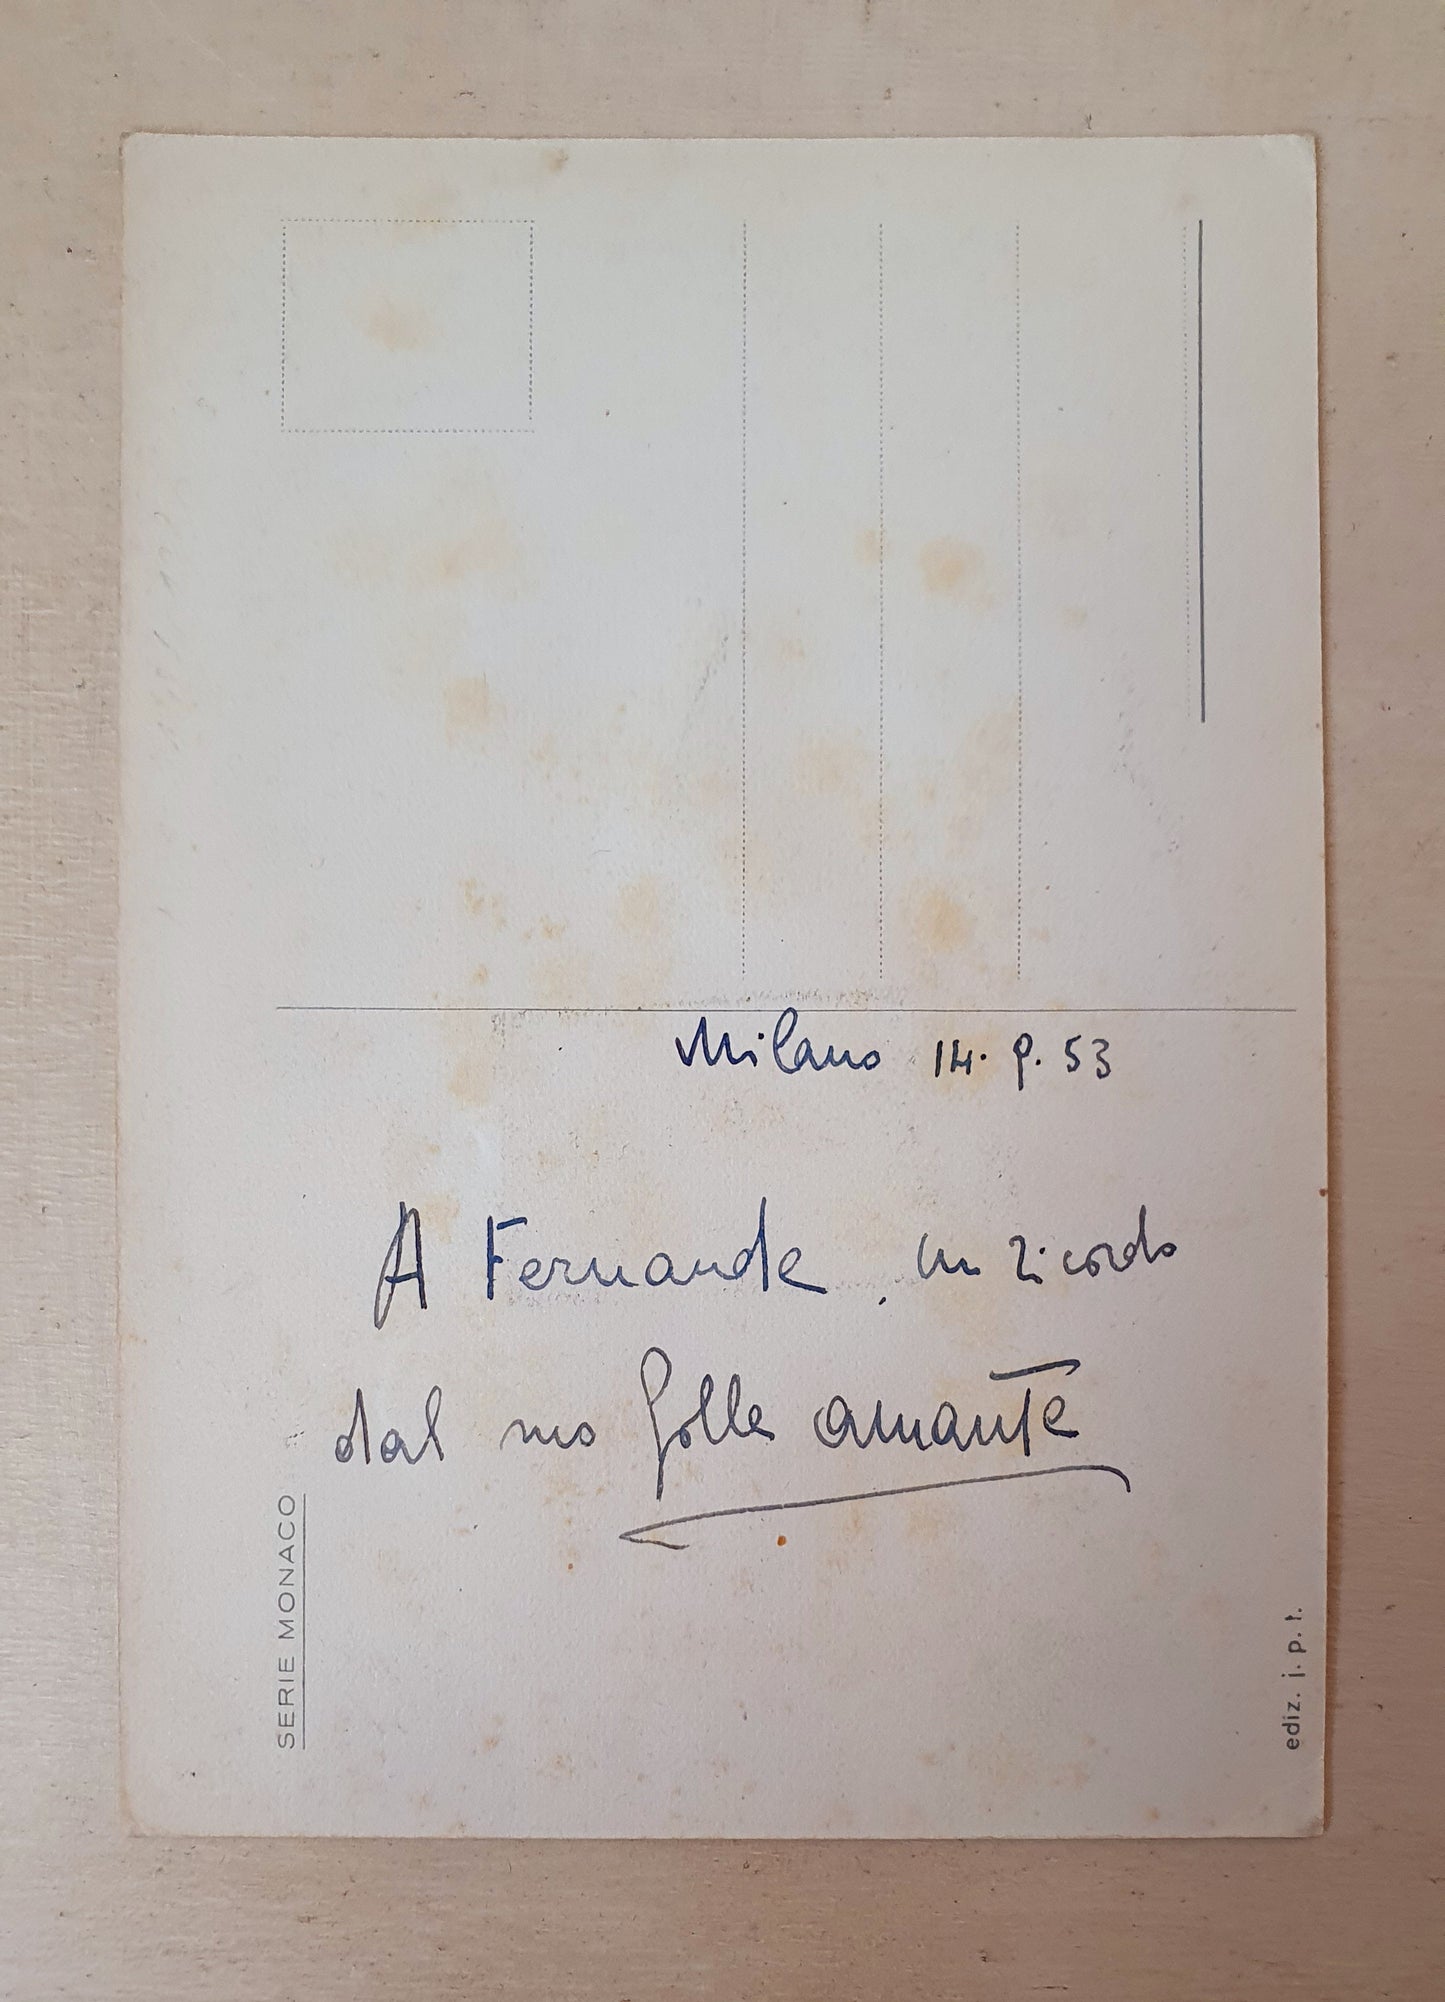 Milano 14. 9. 53
A Fernande, un ricordo
dal suo folle amante
SERIE MONACO
ediz. i. p. t.